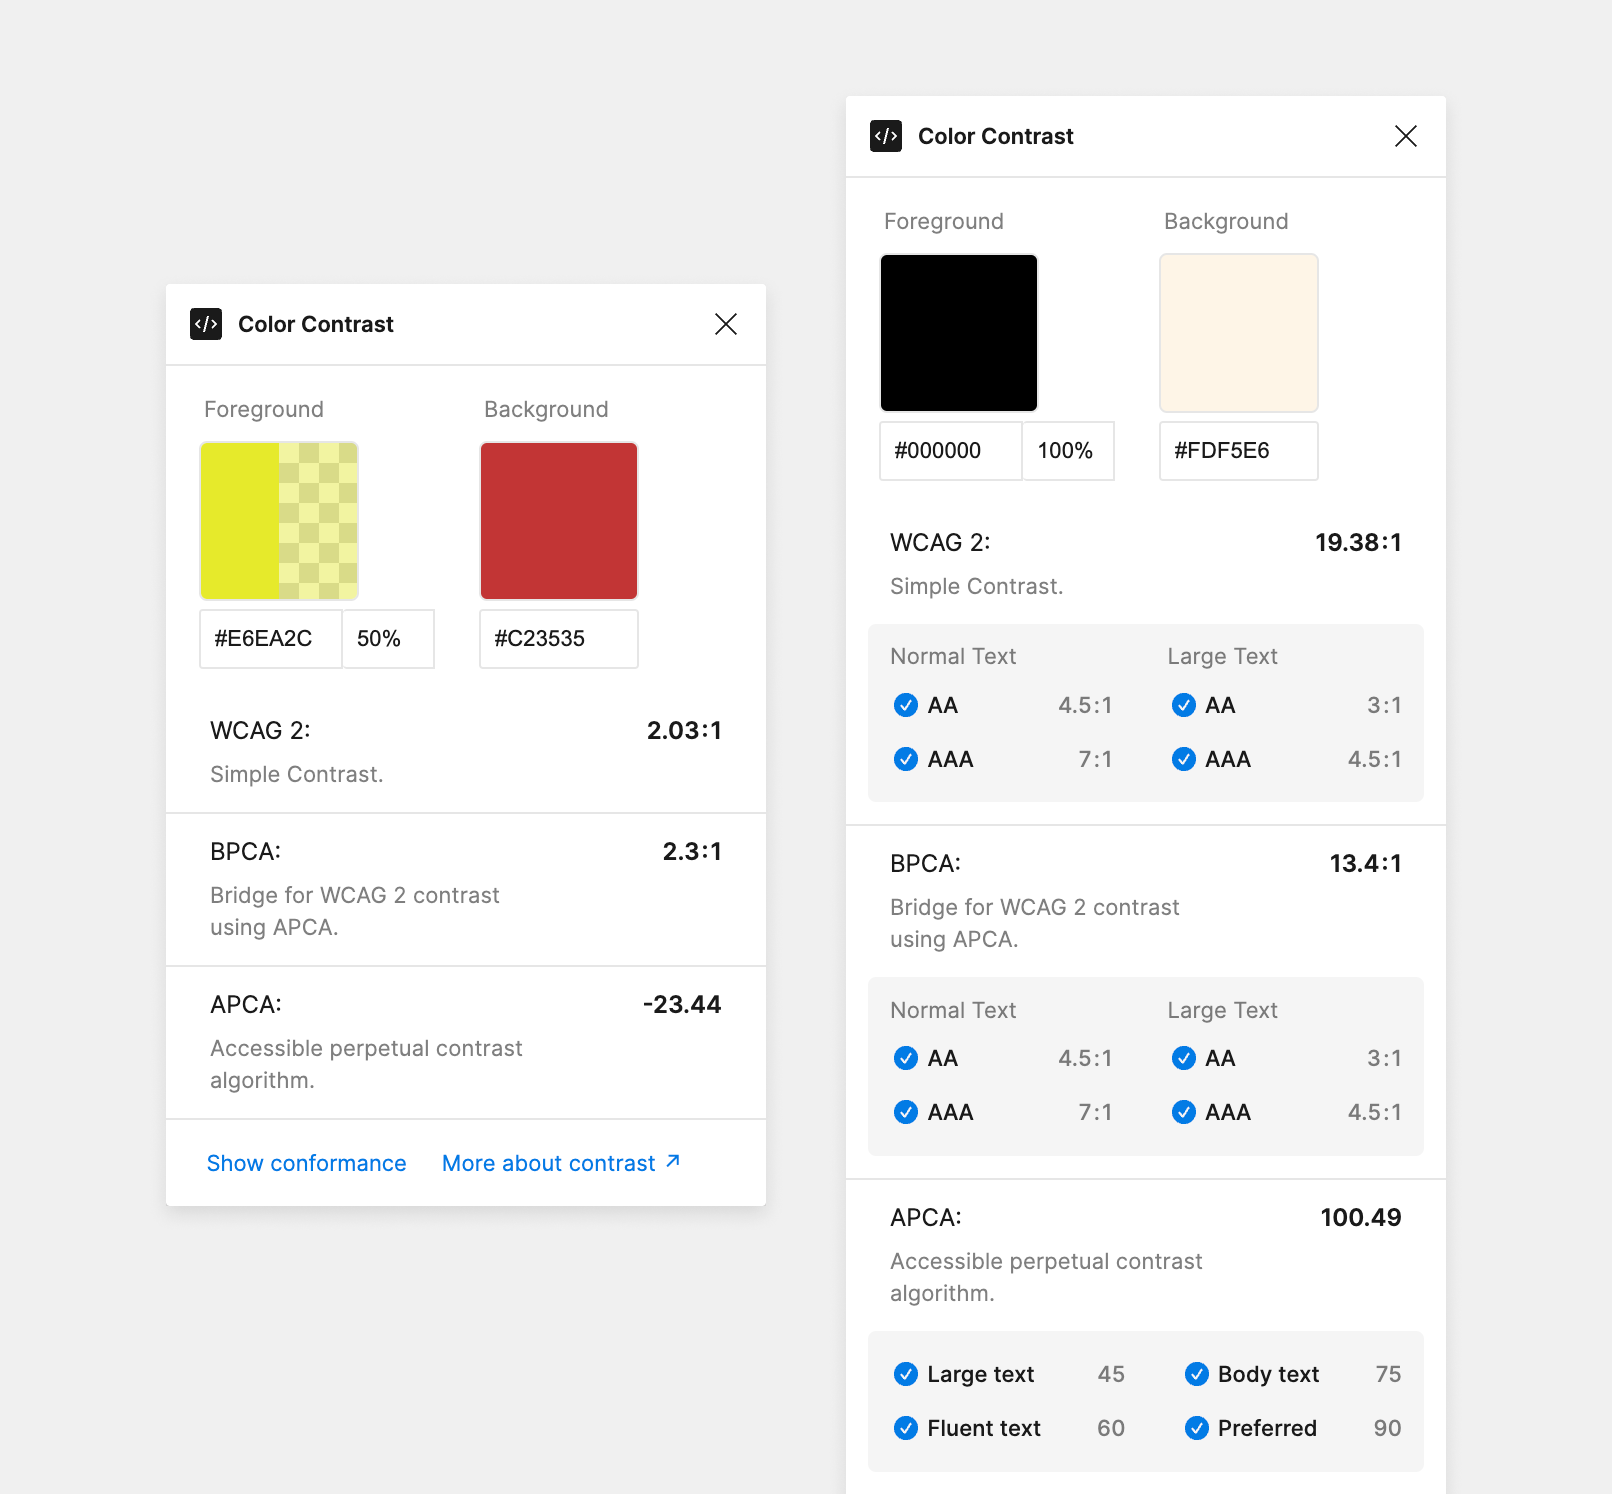 </> Color Contrast
Foreground Background
#E6EA2C 50% #C23535
WCAG 2: 2.03:1
Simple Contrast.
BPCA: 2.3:1
Bridge for WCAG 2 contrast
using APCA.
APCA: -23.44
Accessible perpetual contrast
algorithm.
Show conformance More about contrast ↗
</> Color Contrast
Foreground Background
#000000 100% #FDF5E6
WCAG 2: 19.38:1
Simple Contrast.
Normal Text Large Text
AA 4.5:1 AA 3:1
AAA 7:1 AAA 4.5:1
BPCA: 13.4:1
Bridge for WCAG 2 contrast
using APCA.
Normal Text Large Text
AA 4.5:1 AA 3:1
AAA 7:1 AAA 4.5:1
APCA: 100.49
Accessible perpetual contrast
algorithm.
Large text 45 Body text 75
Fluent text 60 Preferred 90